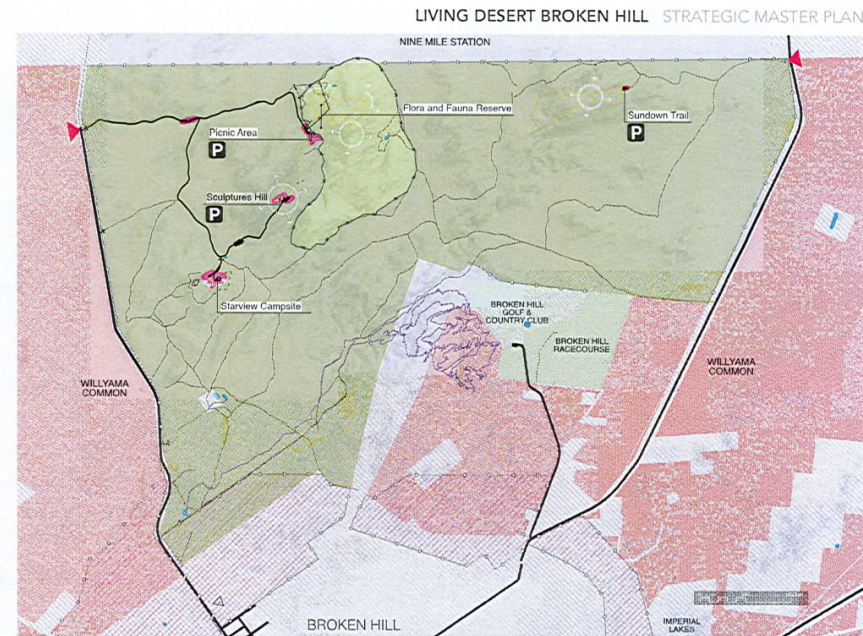 LIVING DESERT BROKEN HILL STRATEGIC MASTER PLAN
NINE MILE STATION
Flora and Fauna Reserve
Picnic Area
P
Sundown Trail
P
Sculptures Hill
P
Starview Campsite
BROKEN HILL
GOLF &
COUNTRY CLUB
BROKEN HILL
RACECOURSE
WILLYAMA
COMMON
WILLYAMA
COMMON
BROKEN HILL
IMPERIAL
LAKES